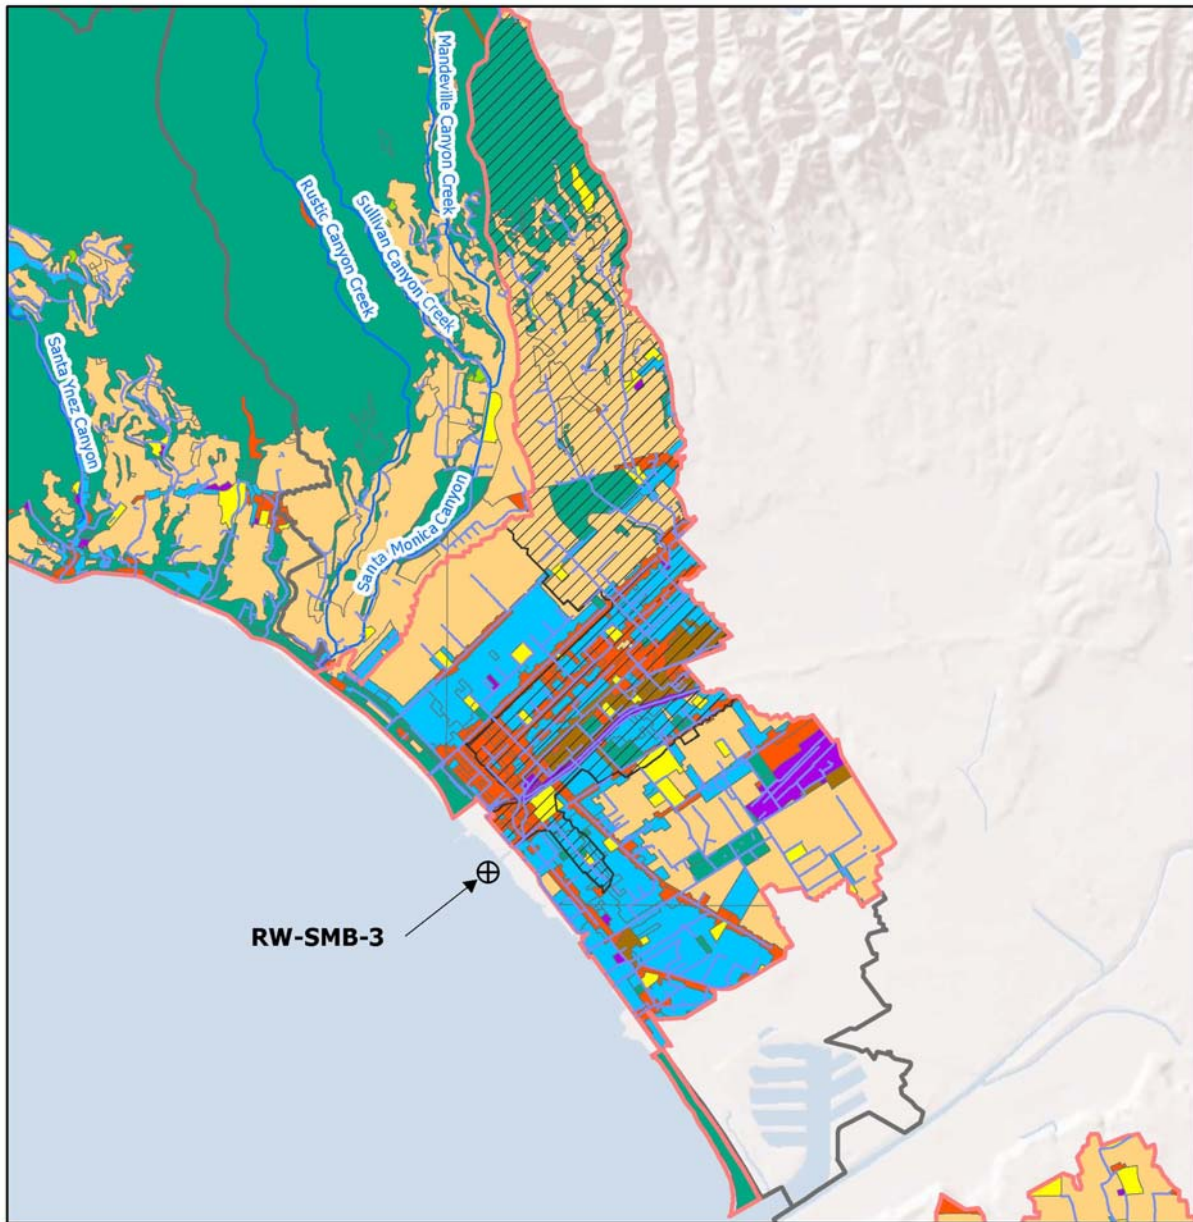 Mandeville Canyon Creek
Rustic Canyon Creek
Sullivan Canyon Creek
Santa Ynez Canyon
Santa Monica Canyon
RW-SMB-3